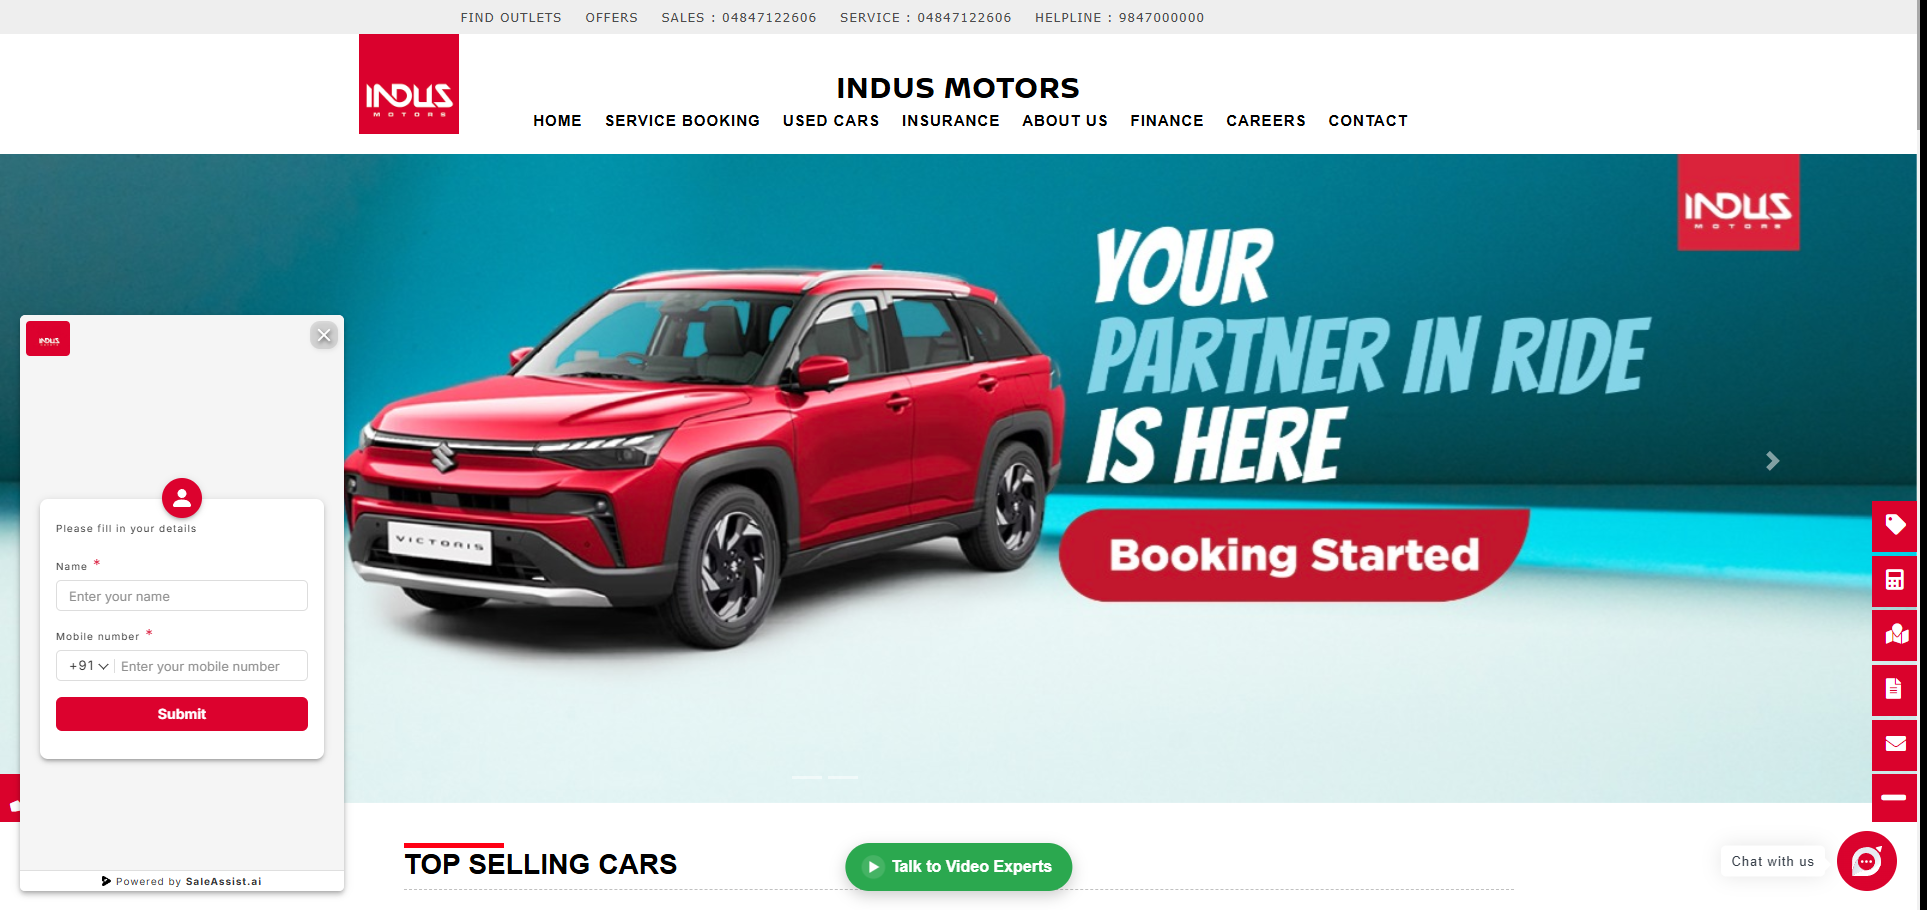 FIND OUTLETS OFFERS SALES : 04847122606 SERVICE : 04847122606 HELPLINE : 9847000000
INDUS
MOTORS
INDUS MOTORS
HOME SERVICE BOOKING USED CARS INSURANCE ABOUT US FINANCE CAREERS CONTACT
INDUS
MOTORS
YOUR
PARTNER IN RIDE
IS HERE
Booking Started
VICTORIS
INDUS
Please fill in your details
Name *
Enter your name
Mobile number *
+91 Enter your mobile number
Submit
Powered by SaleAssist.ai
TOP SELLING CARS
Talk to Video Experts
Chat with us